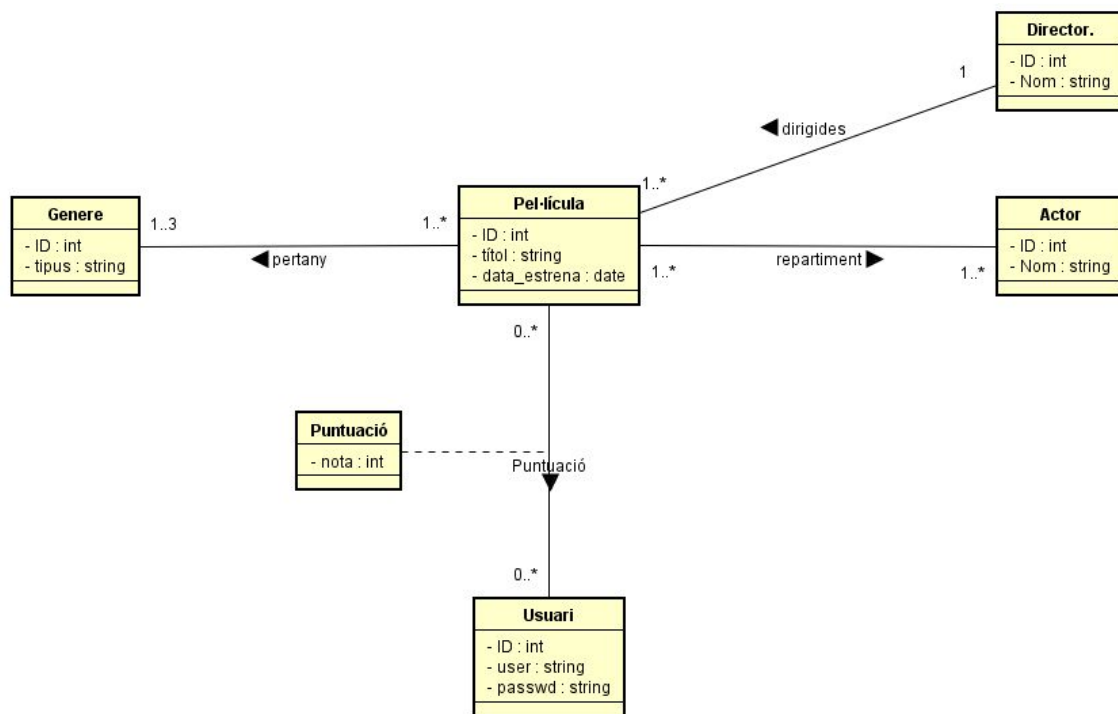 Director.
- ID : int
- Nom : string
1
dirigides
1..*
Genere
- ID : int
- tipus : string
1..3
pertany
1..*
Pel·lícula
- ID : int
- títol : string
- data_estrena : date
1..*
repartiment
1..*
Actor
- ID : int
- Nom : string
0..*
Puntuació
- nota : int
Puntuació
0..*
Usuari
- ID : int
- user : string
- passwd : string